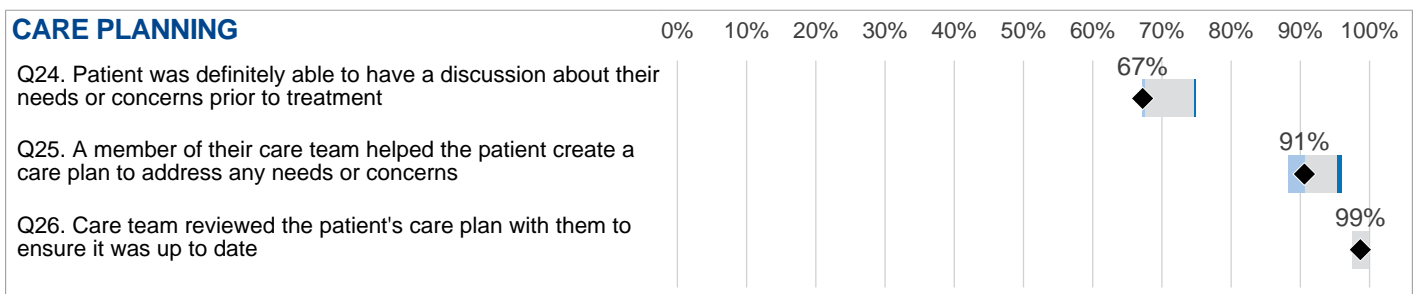 CARE PLANNING
0% 10% 20% 30% 40% 50% 60% 70% 80% 90% 100%
Q24. Patient was definitely able to have a discussion about their
needs or concerns prior to treatment
67%
Q25. A member of their care team helped the patient create a
care plan to address any needs or concerns
91%
Q26. Care team reviewed the patient's care plan with them to
ensure it was up to date
99%